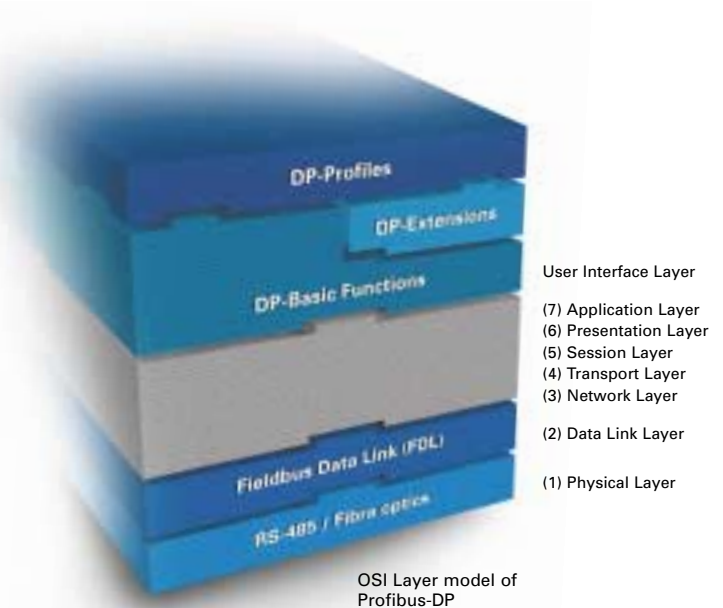 DP-Profiles
DP-Extensions
DP-Basic Functions
User Interface Layer
(7) Application Layer
(6) Presentation Layer
(5) Session Layer
(4) Transport Layer
(3) Network Layer
Fieldbus Data Link (FDL)
(2) Data Link Layer
RS-485 / Fibra optics
(1) Physical Layer
OSI Layer model of
Profibus-DP